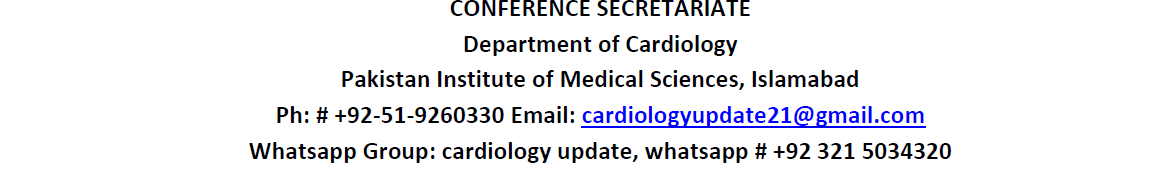 CONFERENCE SECRETARIATE
Department of Cardiology
Pakistan Institute of Medical Sciences, Islamabad
Ph: # +92-51-9260330 Email: cardiologyupdate21@gmail.com
Whatsapp Group: cardiology update, whatsapp # +92 321 5034320